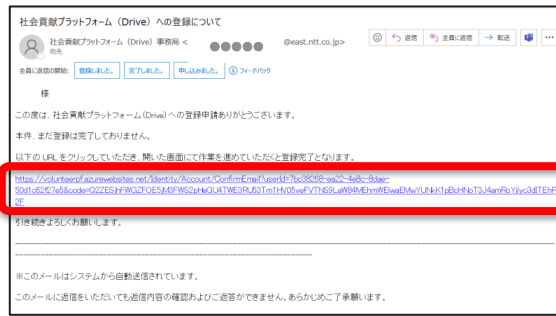 社会貢献プラットフォーム（Drive）への登録について
社会貢献プラットフォーム（Drive）事務局 < @east.ntt.co.jp>
宛先
返信 全員に返信 転送 …
全員に返信の開始: 登録しました。 完了しました。 申し込みました。 フィードバック
様
この度は、社会貢献プラットフォーム（Drive）への登録申請ありがとうございます。
本件、まだ登録は完了しておりません。
以下の URL をクリックしていただき、開いた画面にて作業を進めていただくと登録完了となります。
https://volunteerpf.azurewebsites.net/Identity/Account/ConfirmEmail?userId=7bc38268-ea22-4e8c-8dae-
引き続きよろしくお願いします。
※このメールはシステムから自動送信されています。
このメールに返信をいただいても返信内容の確認およびご返答ができません。あらかじめご了承願います。